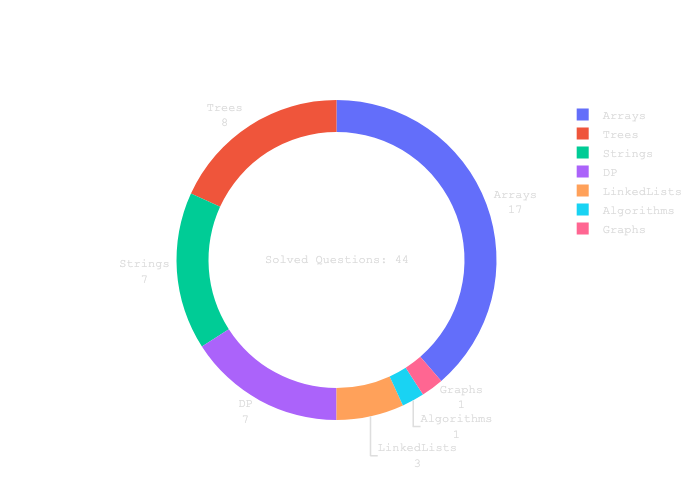 Trees
8
Arrays
17
Strings
7
Solved Questions: 44
DP
7
Graphs
1
Algorithms
1
LinkedLists
3
Arrays
Trees
Strings
DP
LinkedLists
Algorithms
Graphs